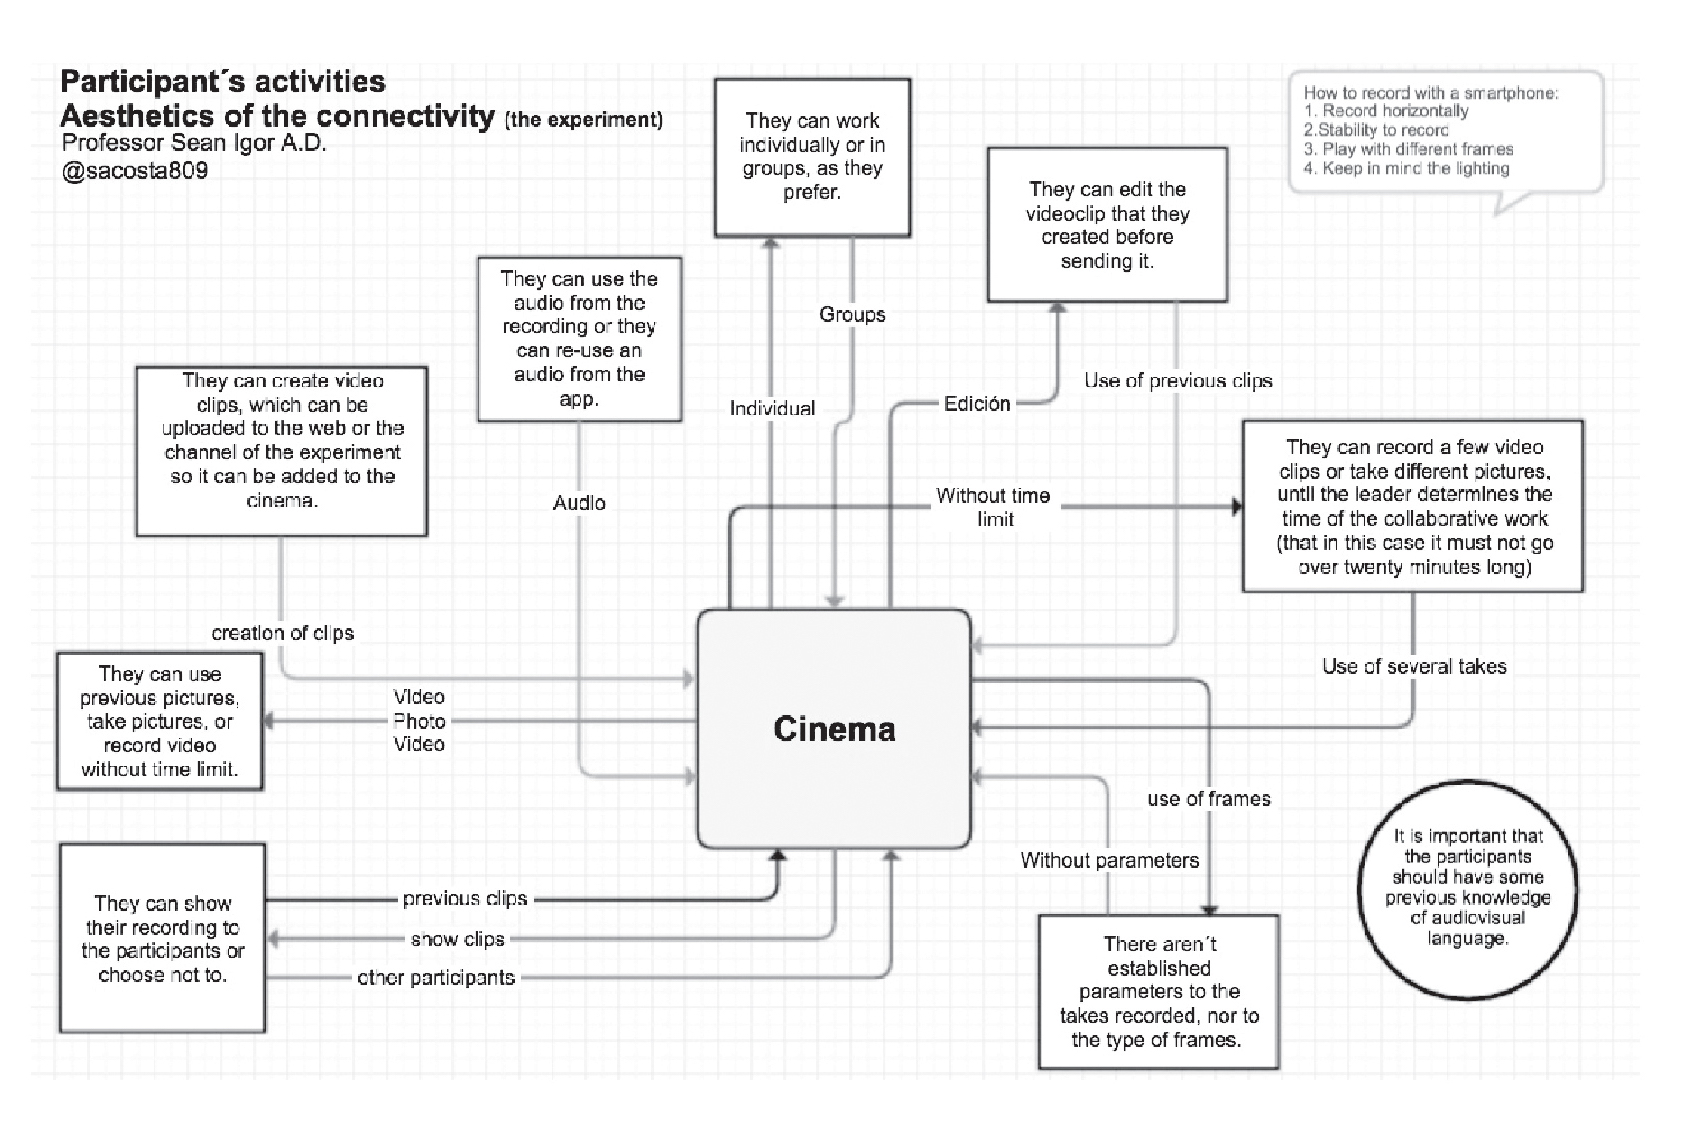 Participant´s activities
Aesthetics of the connectivity (the experiment)
Professor Sean Igor A.D.
@sacosta809
They can work
individually or in
groups, as they
prefer.
How to record with a smartphone:
1. Record horizontally
2.Stability to record
3. Play with different frames
4. Keep in mind the lighting
They can edit the
videoclip that they
created before
sending it.
They can use the
audio from the
recording or they
can re-use an
audio from the
app.
Groups
Individual
Edición
Use of previous clips
They can create video
clips, which can be
uploaded to the web or the
channel of the experiment
so it can be added to the
cinema.
Audio
Without time
limit
They can record a few video
clips or take different pictures,
until the leader determines the
time of the collaborative work
(that in this case it must not go
over twenty minutes long)
creation of clips
Use of several takes
They can use
previous pictures,
take pictures, or
record video
without time limit.
Video
Photo
Video
Cinema
use of frames
Without parameters
It is important that
the participants
should have some
previous knowledge
of audiovisual
language.
They can show
their recording to
the participants or
choose not to.
previous clips
show clips
other participants
There aren´t
established
parameters to the
takes recorded, nor to
the type of frames.